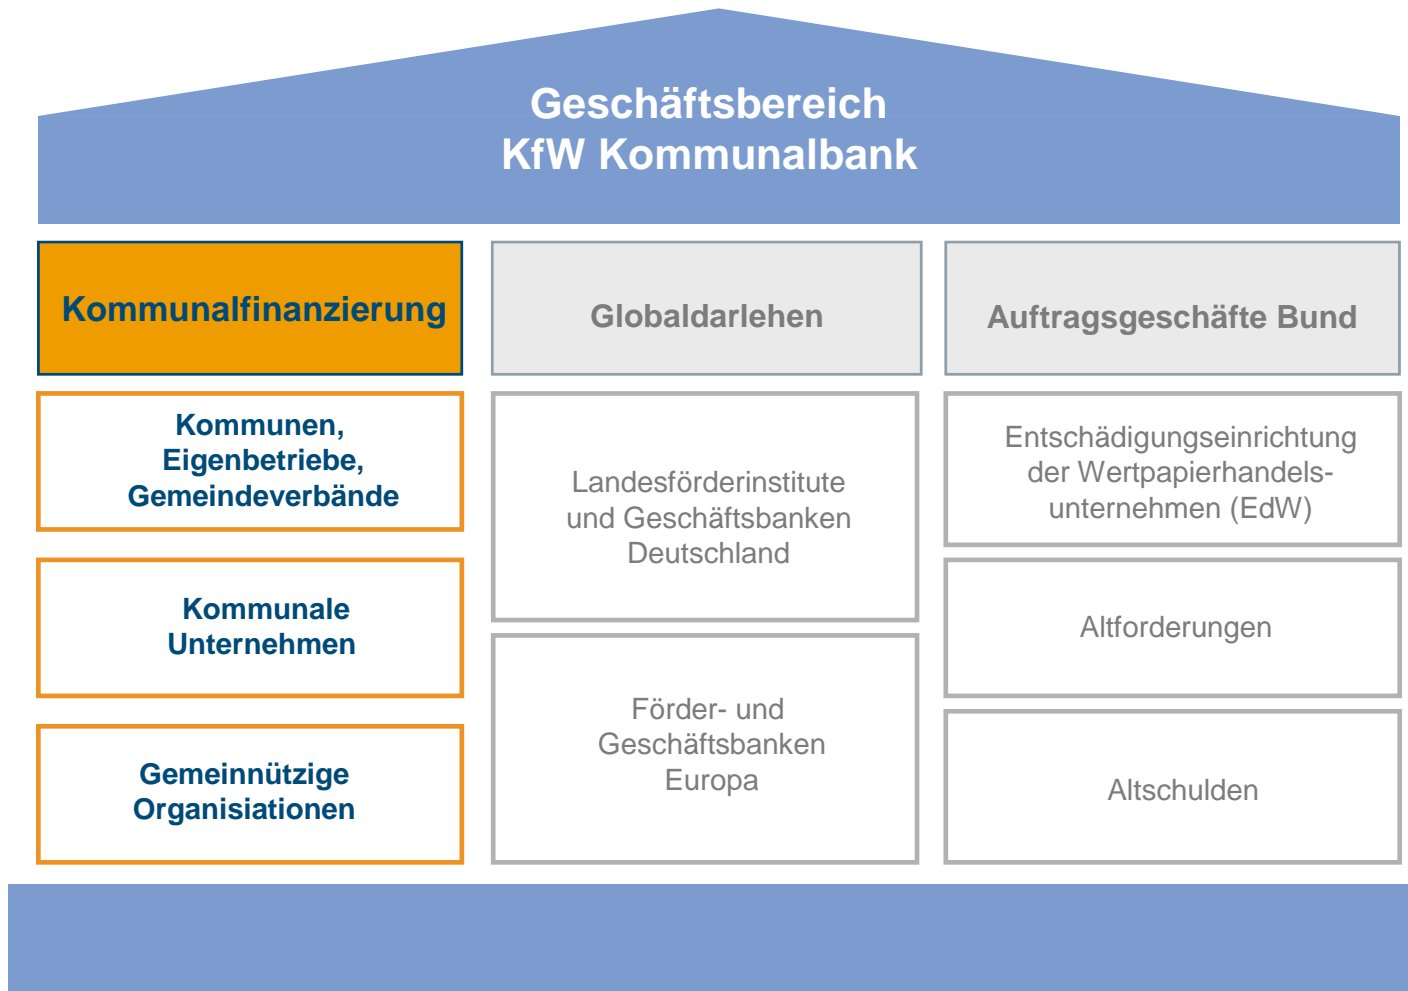 Geschäftsbereich
KfW Kommunalbank
Kommunalfinanzierung
Kommunen,
Eigenbetriebe,
Gemeindeverbände
Kommunale
Unternehmen
Gemeinnützige
Organisiationen
Globaldarlehen
Landesförderinstitute
und Geschäftsbanken
Deutschland
Förder- und
Geschäftsbanken
Europa
Auftragsgeschäfte Bund
Entschädigungseinrichtung
der Wertpapierhandels-
unternehmen (EdW)
Altforderungen
Altschulden